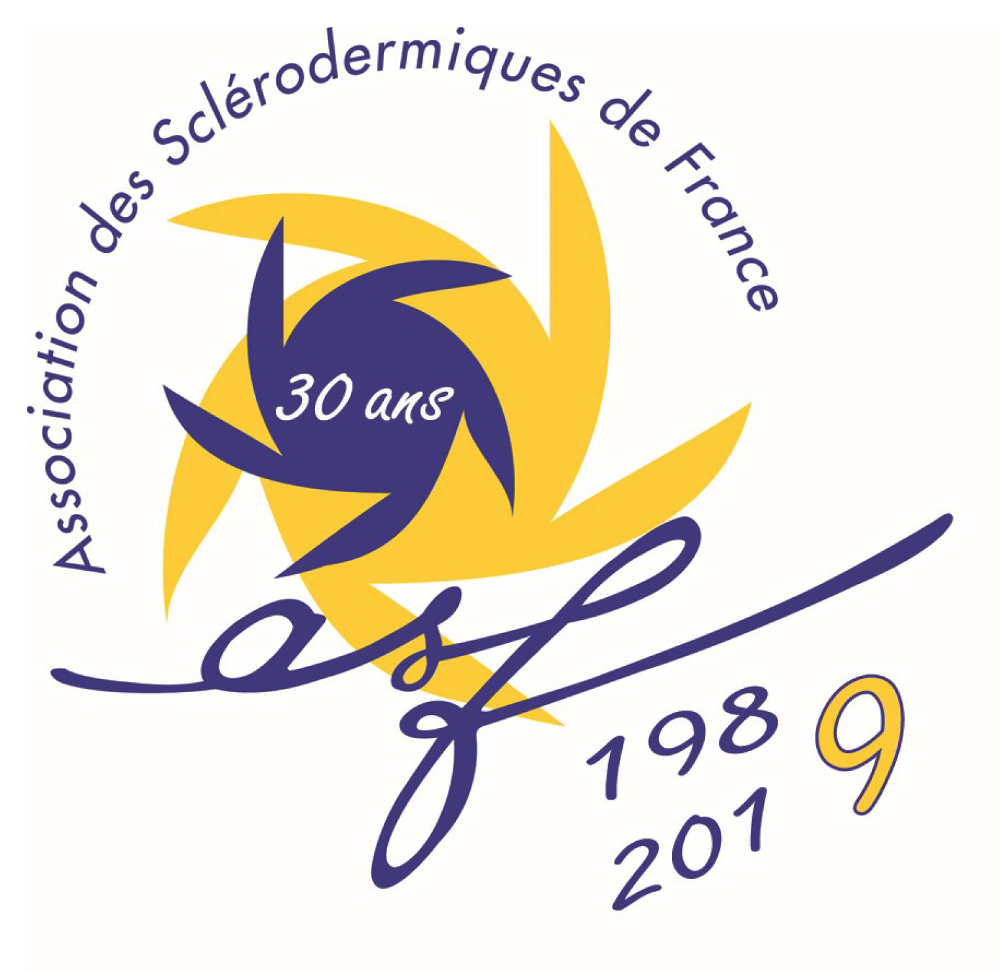 Association des Sclérodermiques de France
30 ans
asf
1989
2019